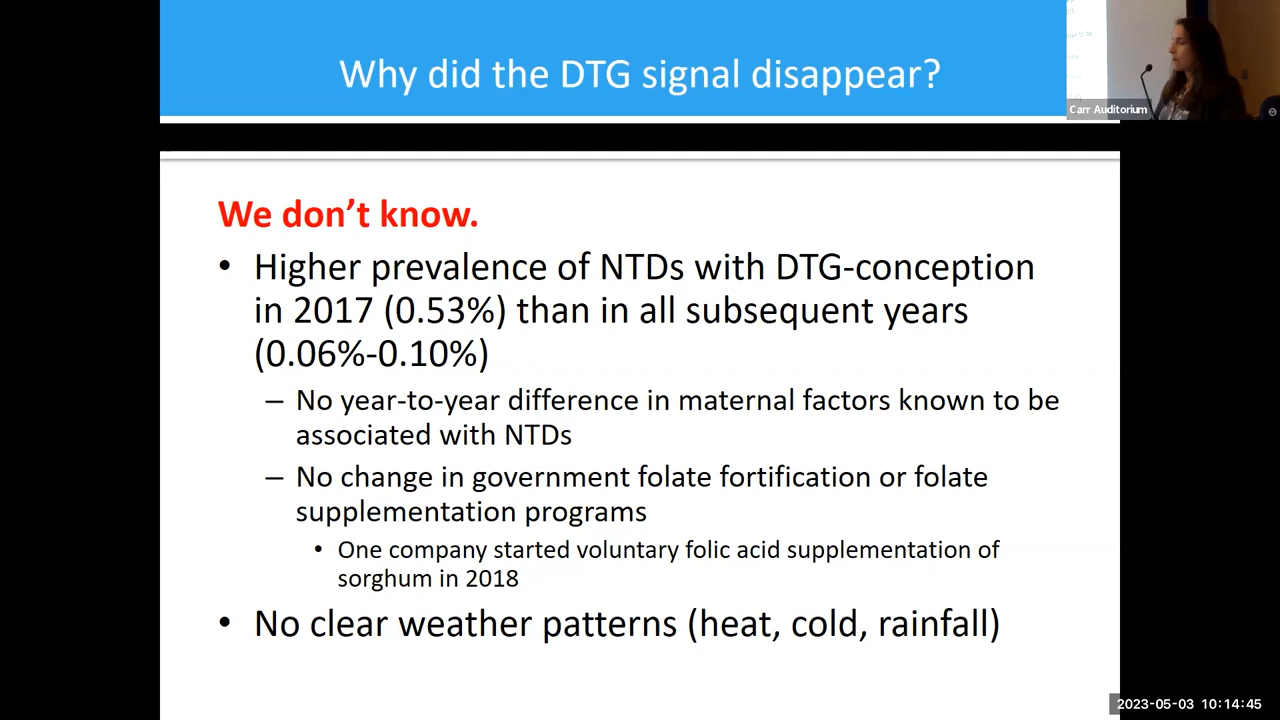 Why did the DTG signal disappear?
Carr Auditorium
We don’t know.
• Higher prevalence of NTDs with DTG-conception
in 2017 (0.53%) than in all subsequent years
(0.06%-0.10%)
– No year-to-year difference in maternal factors known to be
associated with NTDs
– No change in government folate fortification or folate
supplementation programs
• One company started voluntary folic acid supplementation of
sorghum in 2018
• No clear weather patterns (heat, cold, rainfall)
2023-05-03 10:14:45